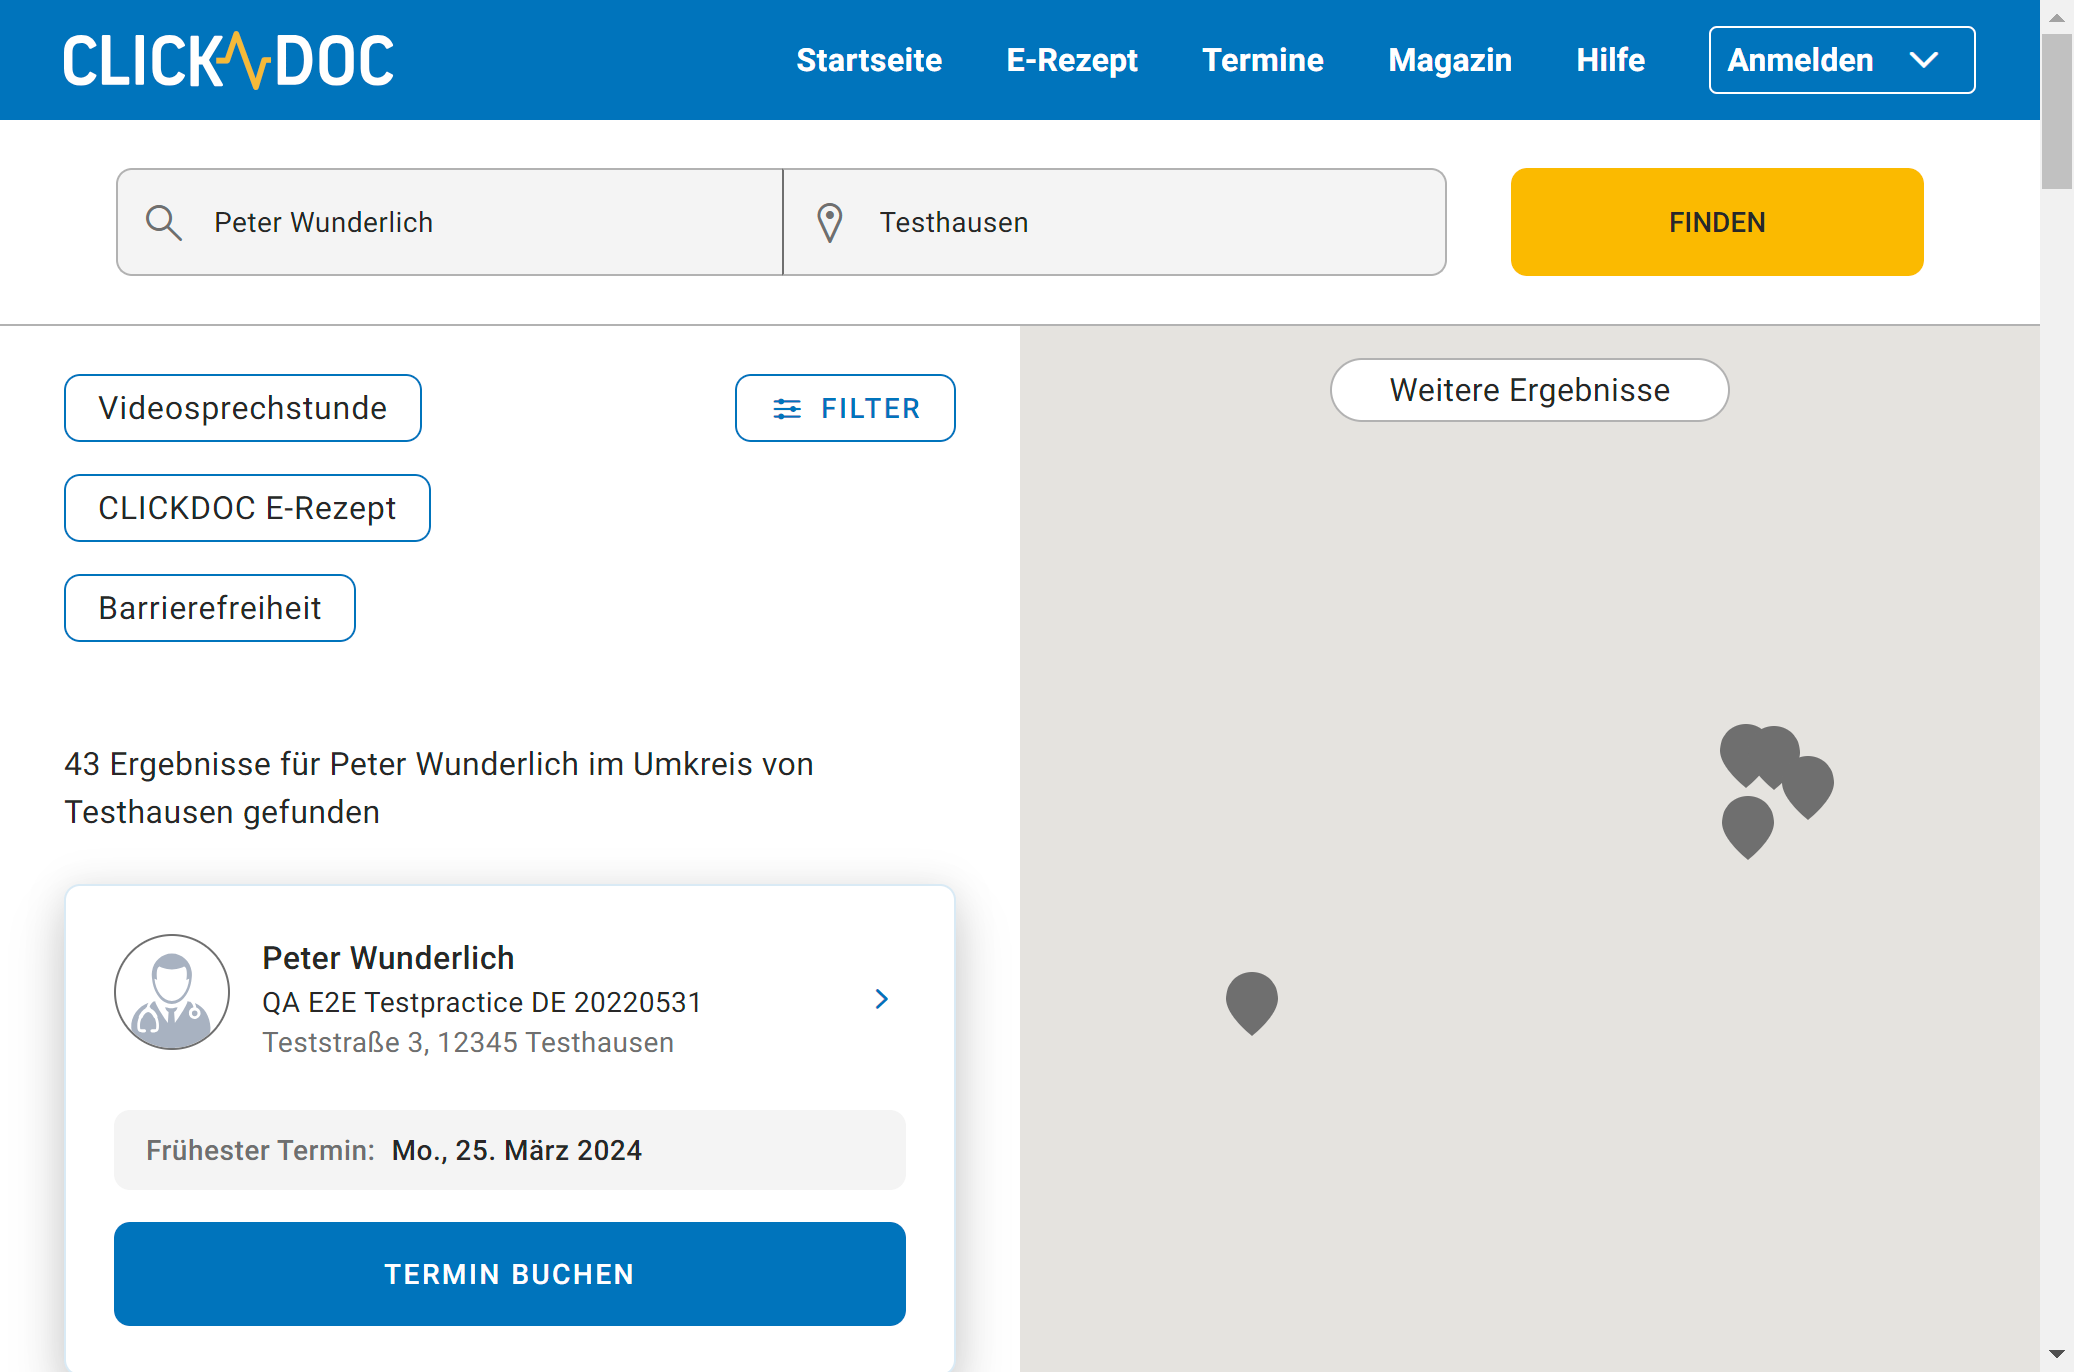 CLICKDOC
Startseite
E-Rezept
Termine
Magazin
Hilfe
Anmelden
Peter Wunderlich
Testhausen
FINDEN
Videosprechstunde
FILTER
CLICKDOC E-Rezept
Barrierefreiheit
Weitere Ergebnisse
43 Ergebnisse für Peter Wunderlich im Umkreis von
Testhausen gefunden
Peter Wunderlich
QA E2E Testpractice DE 20220531
Teststraße 3, 12345 Testhausen
Frühester Termin: Mo., 25. März 2024
TERMIN BUCHEN